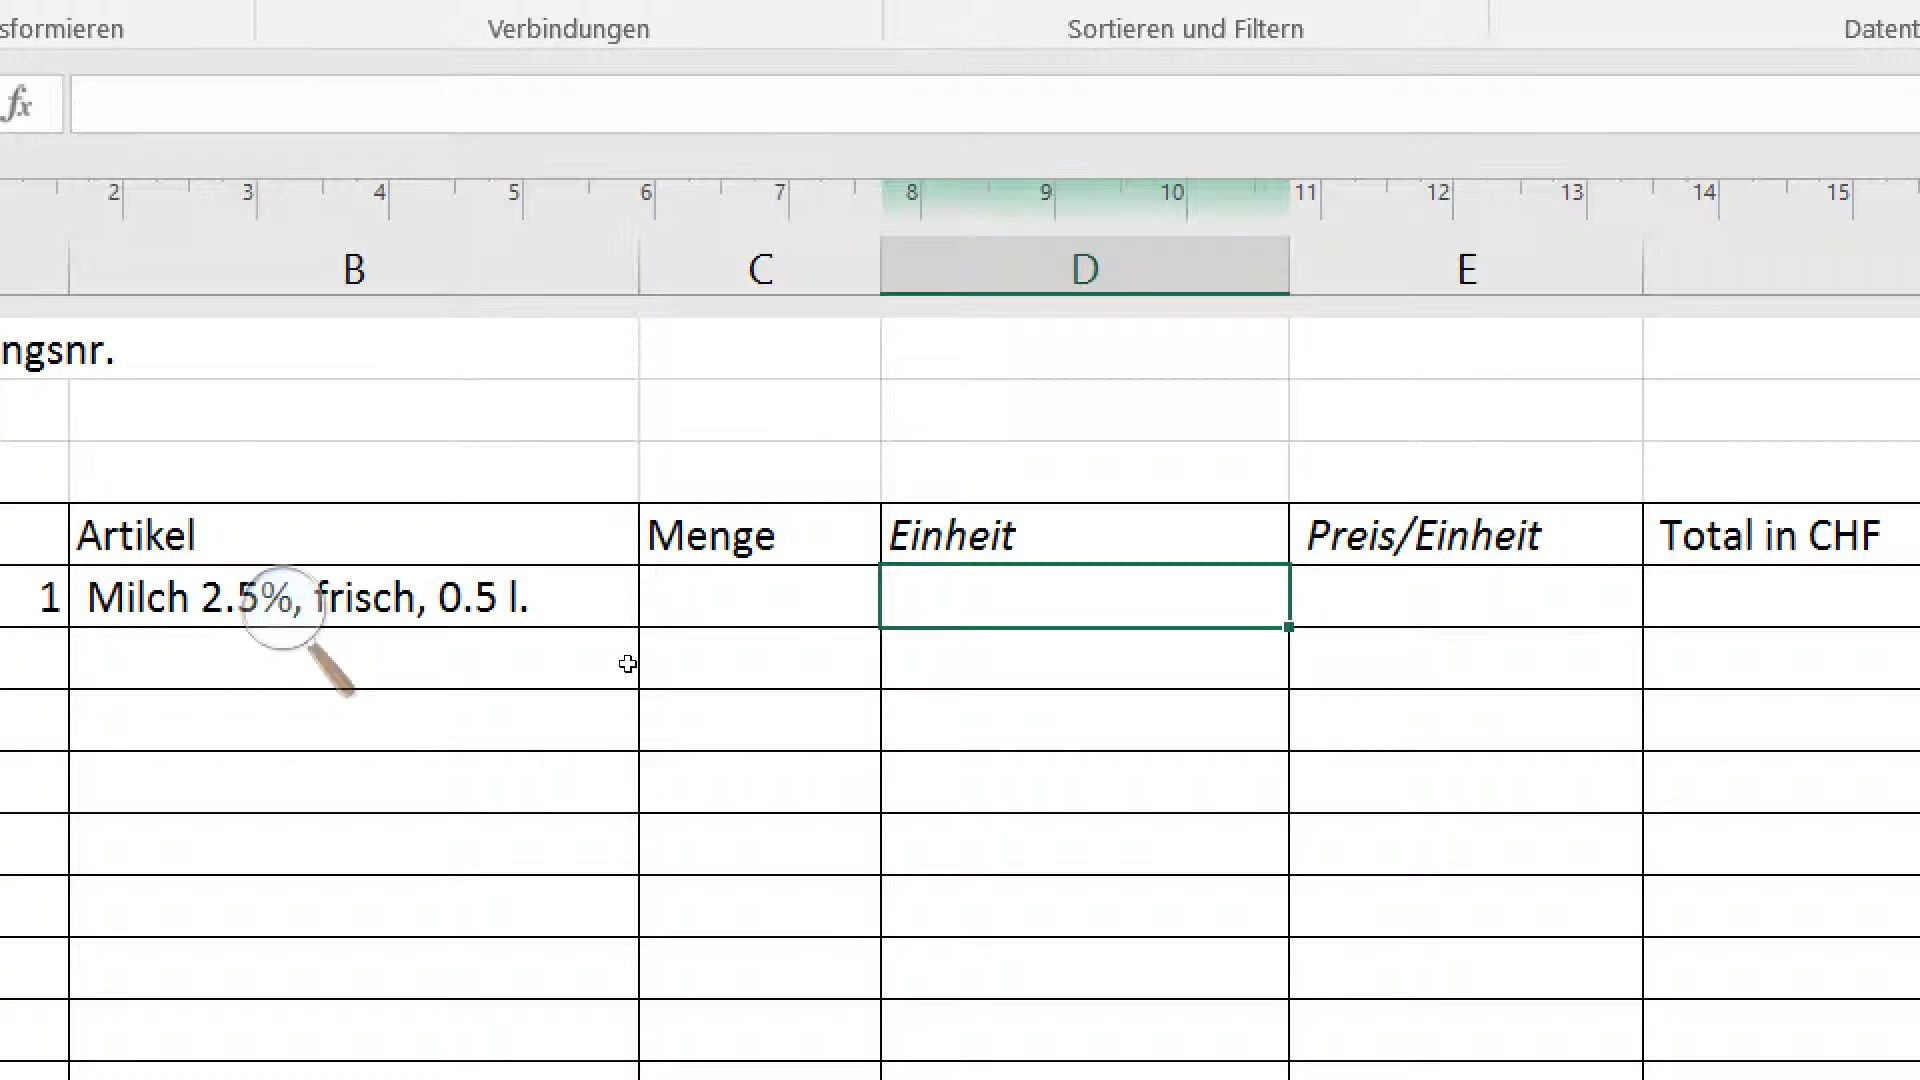 sformieren Verbindungen Sortieren und Filtern Datent
fx
2 3 4 5 6 7 8 9 10 11 12 13 14 15
B C D E
ngsnr.
Artikel Menge Einheit Preis/Einheit Total in CHF
1 Milch 2.5%, frisch, 0.5 l.